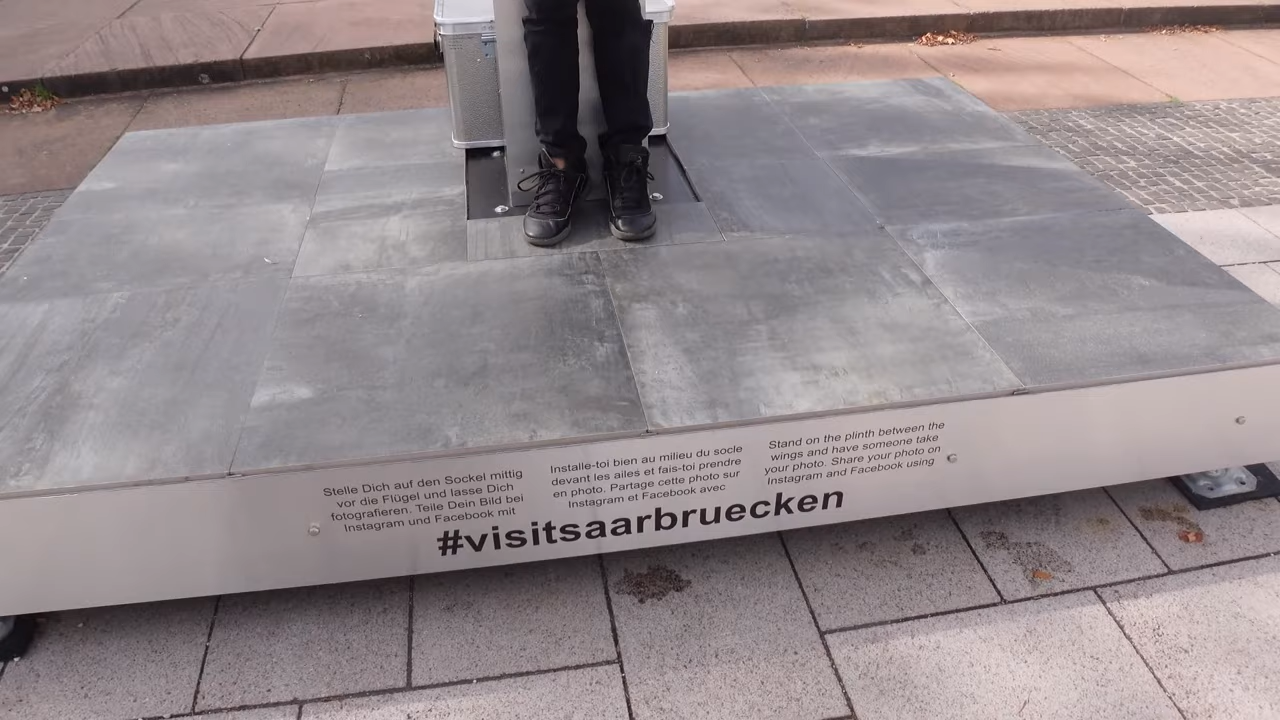 Stelle Dich auf den Sockel mittig
vor die Flügel und lasse Dich
fotografieren. Teile Dein Bild bei
Instagram und Facebook mit
Installe-toi bien au milieu du socle
devant les ailes et fais-toi prendre
en photo. Partage cette photo sur
Instagram et Facebook avec
Stand on the plinth between the
wings and have someone take
your photo. Share your photo on
Instagram and Facebook using
#visitsaarbruecken